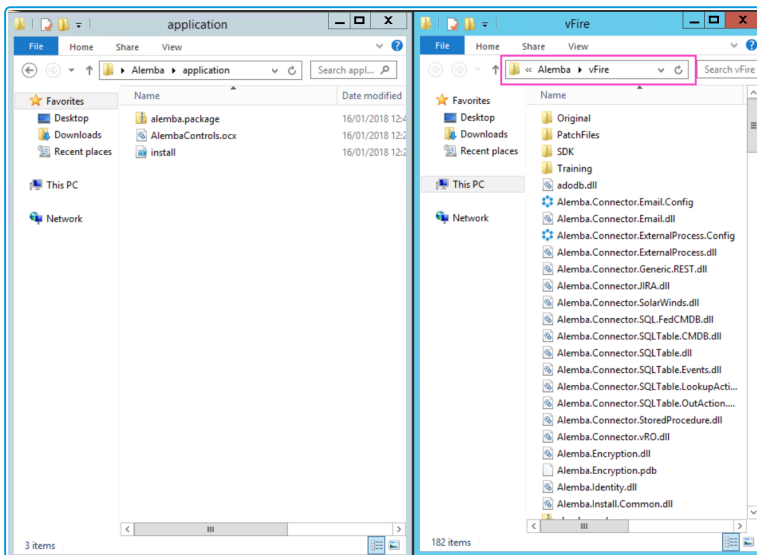 application
File Home Share View
Alemba ▸ application
Search appl...
Favorites
Desktop
Downloads
Recent places
This PC
Network
Name Date modified
alemba.package 16/01/2018 12:4
AlembaControls.ocx 16/01/2018 12:2
install 16/01/2018 12:2
3 items
vFire
File Home Share View
« Alemba ▸ vFire
Search vFire
Favorites
Desktop
Downloads
Recent places
This PC
Network
Name
Original
PatchFiles
SDK
Training
adodb.dll
Alemba.Connector.Email.Config
Alemba.Connector.Email.dll
Alemba.Connector.ExternalProcess.Config
Alemba.Connector.ExternalProcess.dll
Alemba.Connector.Generic.REST.dll
Alemba.Connector.JIRA.dll
Alemba.Connector.SolarWinds.dll
Alemba.Connector.SQL.FedCMDB.dll
Alemba.Connector.SQLTable.CMDB.dll
Alemba.Connector.SQLTable.dll
Alemba.Connector.SQLTable.Events.dll
Alemba.Connector.SQLTable.LookupActi...
Alemba.Connector.SQLTable.OutAction....
Alemba.Connector.StoredProcedure.dll
Alemba.Connector.vRO.dll
Alemba.Encryption.dll
Alemba.Encryption.pdb
Alemba.Identity.dll
Alemba.Install.Common.dll
182 items